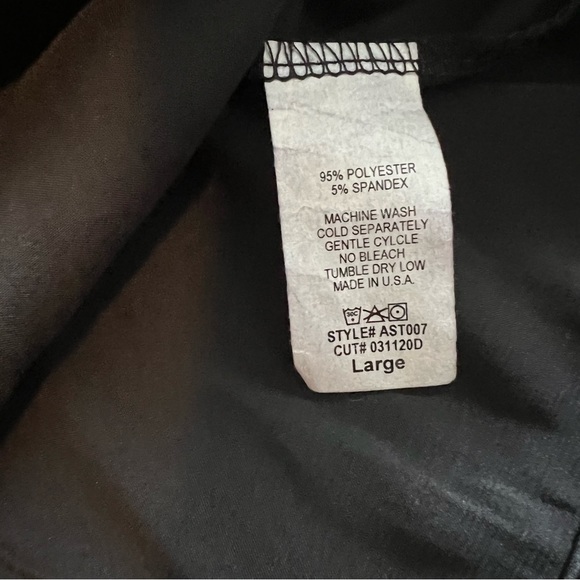 95% POLYESTER
5% SPANDEX
MACHINE WASH
COLD SEPARATELY
GENTLE CYLCLE
NO BLEACH
TUMBLE DRY LOW
MADE IN U.S.A.
STYLE# AST007
CUT# 031120D
Large